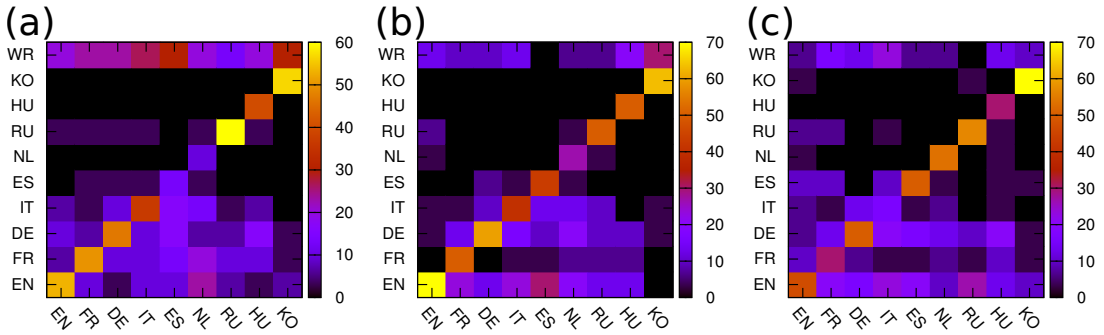 (a)
WR
KO
HU
RU
NL
ES
IT
DE
FR
EN
EN FR DE IT ES NL RU HU KO
60
50
40
30
20
10
0
(b)
WR
KO
HU
RU
NL
ES
IT
DE
FR
EN
EN FR DE IT ES NL RU HU KO
70
60
50
40
30
20
10
0
(c)
WR
KO
HU
RU
NL
ES
IT
DE
FR
EN
EN FR DE IT ES NL RU HU KO
70
60
50
40
30
20
10
0